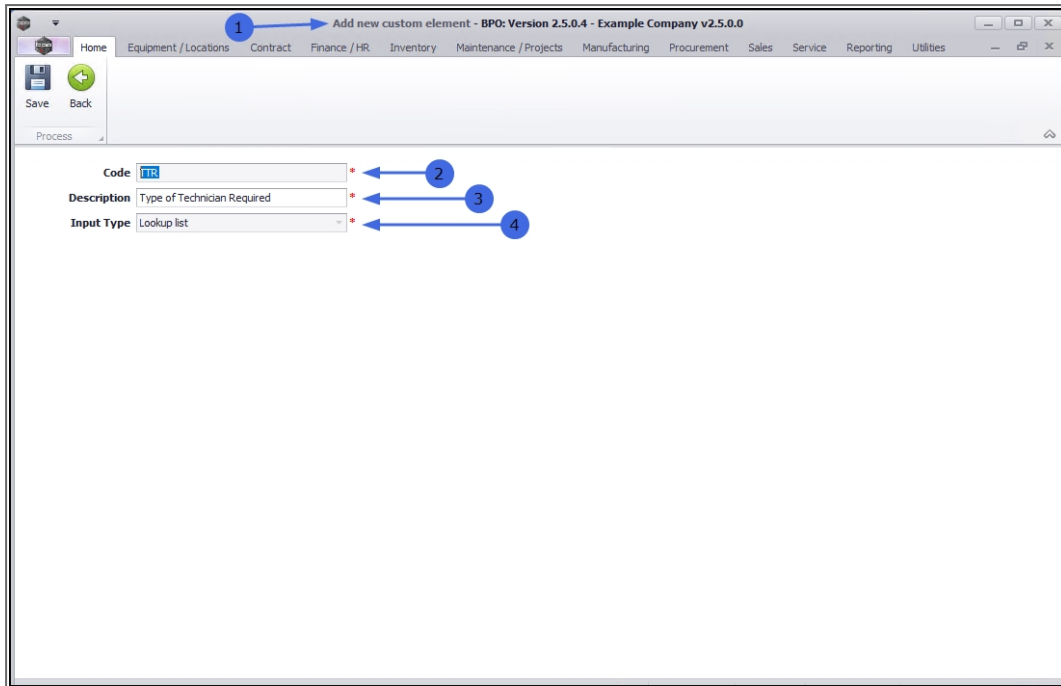 1
Add new custom element - BPO: Version 2.5.0.4 - Example Company v2.5.0.0
Home Equipment / Locations Contract Finance / HR Inventory Maintenance / Projects Manufacturing Procurement Sales Service Reporting Utilities
Save Back
Process
Code TTR * 2
Description Type of Technician Required * 3
Input Type Lookup list * 4